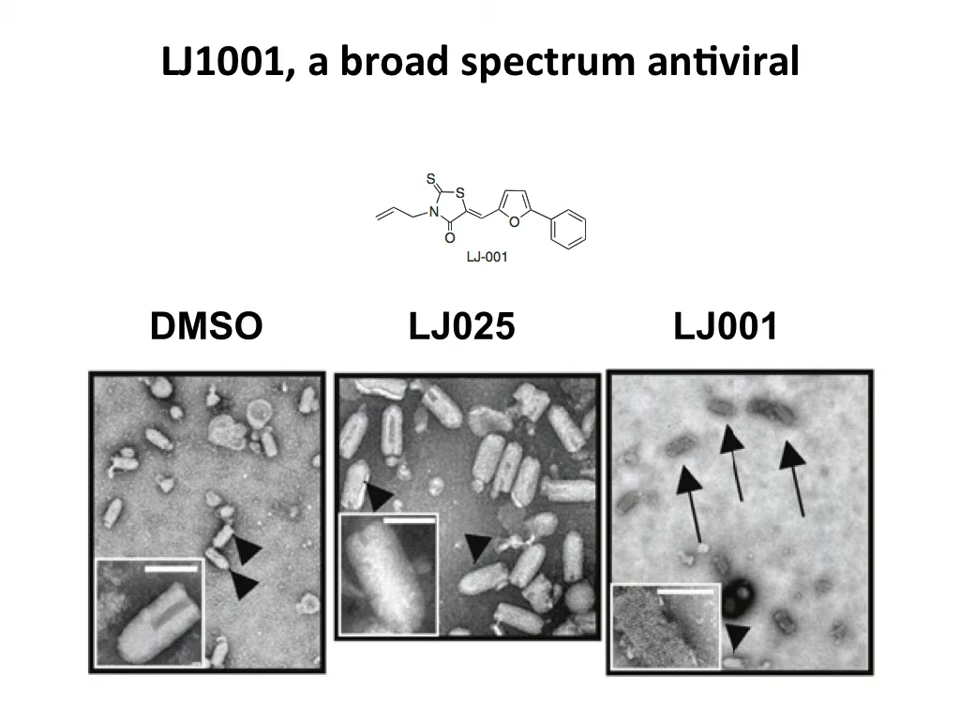 LJ1001, a broad spectrum antiviral
S
S
N
O
O
LJ-001
DMSO
LJ025
LJ001